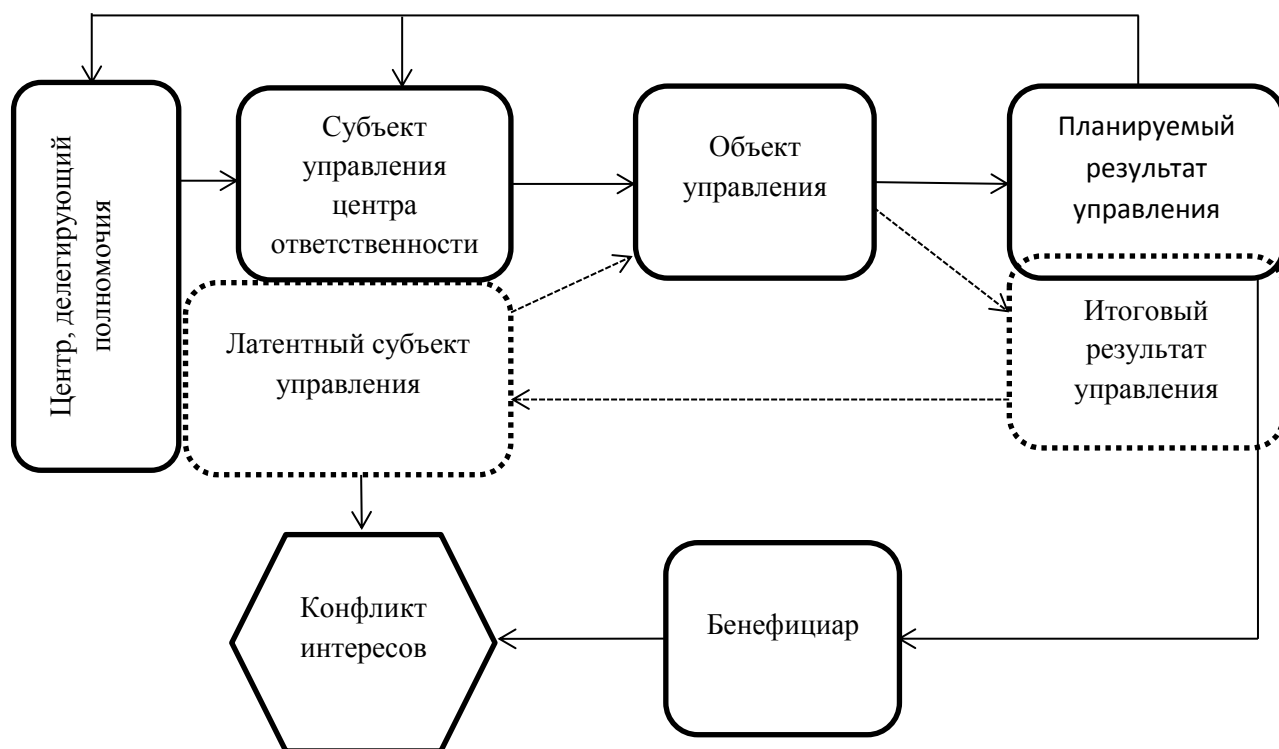 Центр, делегирующий
полномочия
Субъект
управления
центра
ответственности
Объект
управления
Планируемый
результат
управления
Латентный субъект
управления
Итоговый
результат
управления
Конфликт
интересов
Бенефициар